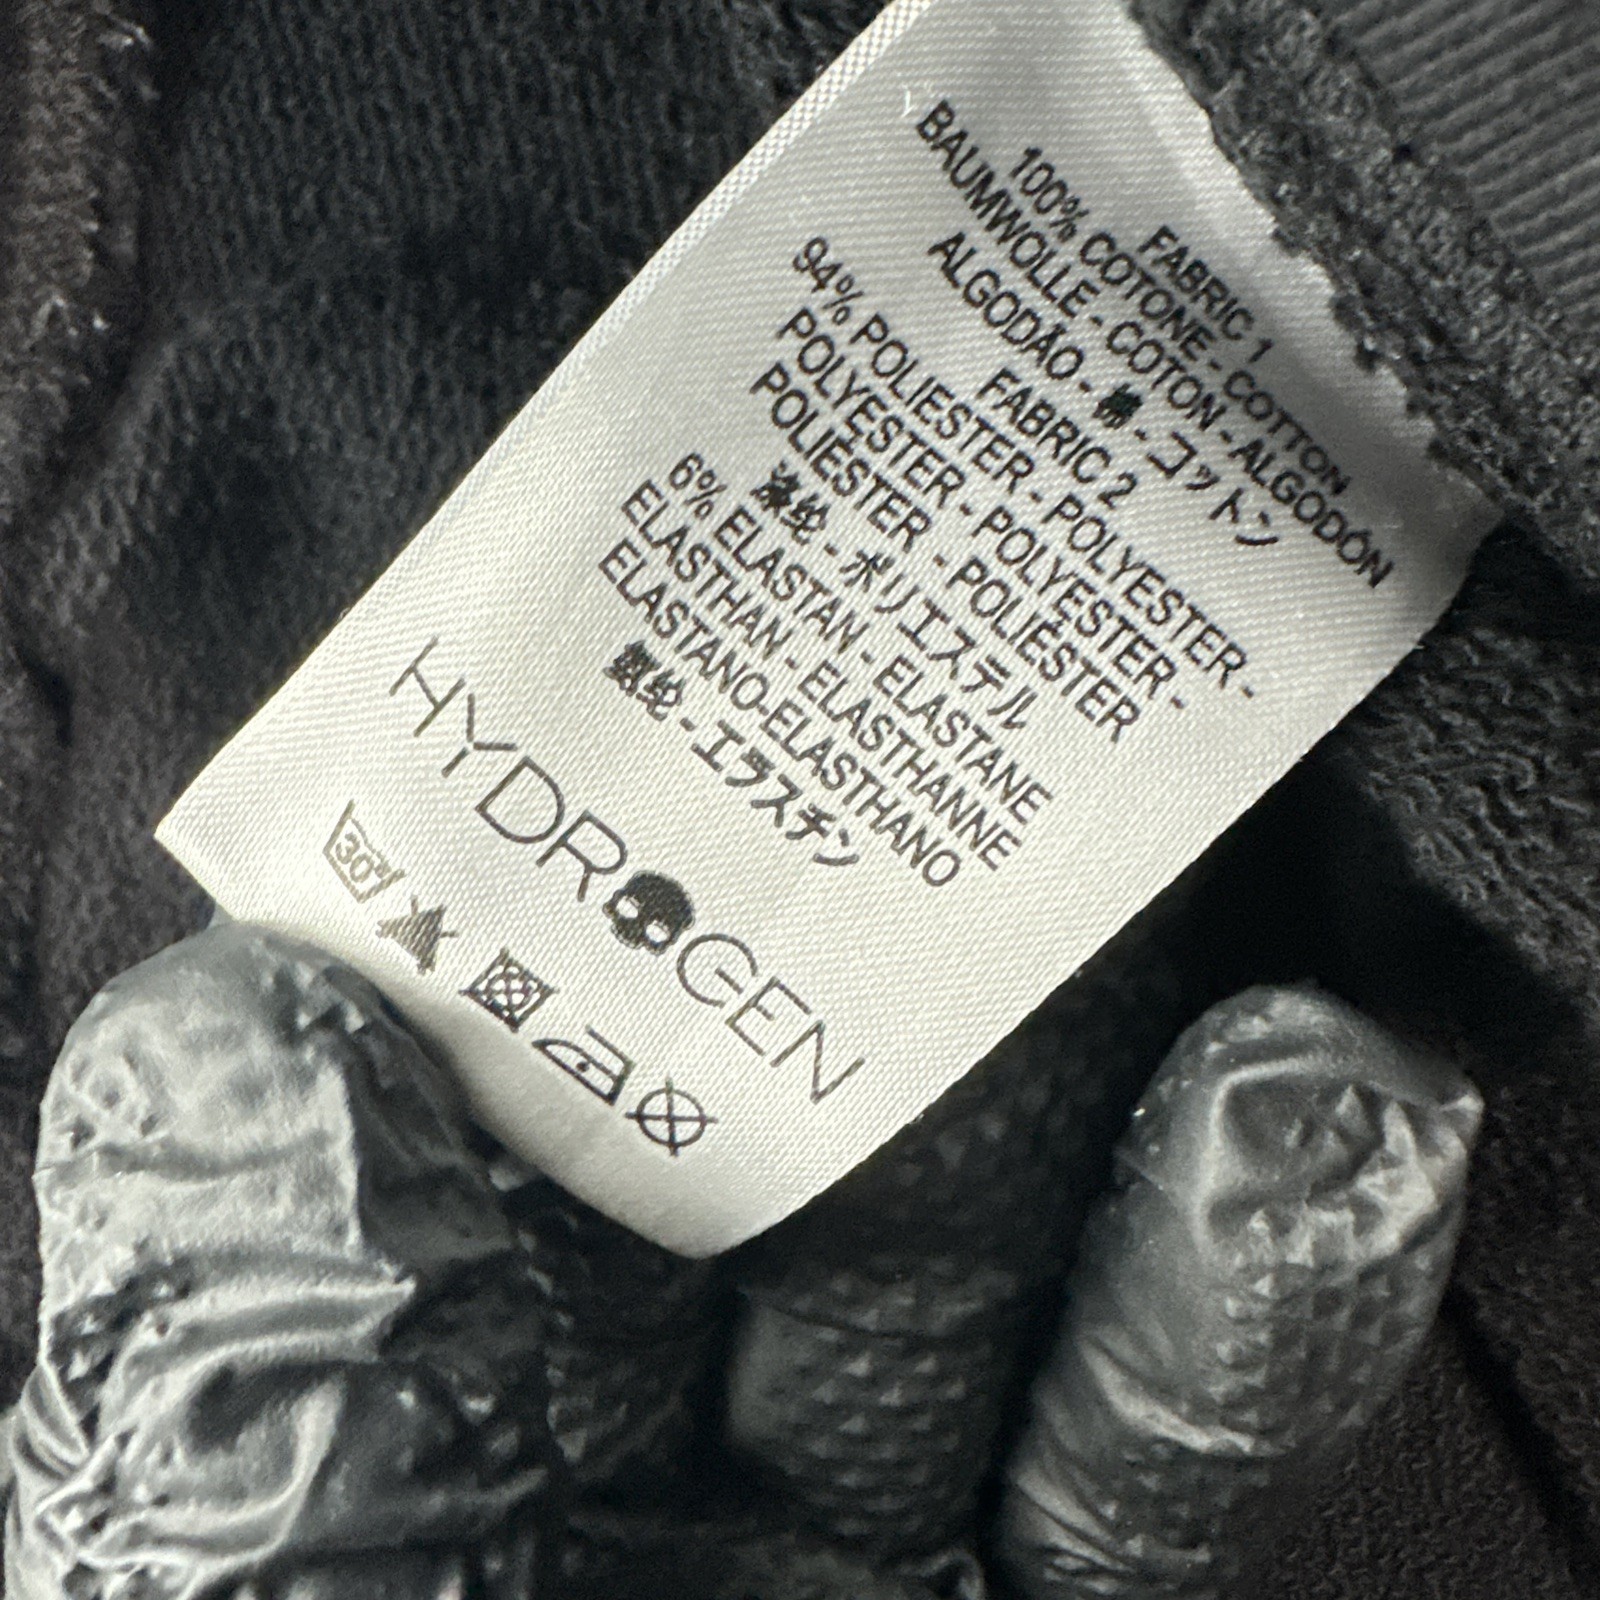 FABRIC 1
100% COTONE - COTTON
BAUMWOLLE - COTON - ALGODÓN
ALGODÃO - 棉 - コットン
FABRIC 2
94% POLIESTER - POLYESTER -
POLYESTER - POLYESTER -
POLIÉSTER - POLIÉSTER
涤纶 - ポリエステル
6% ELASTAN - ELASTANE
ELASTHAN - ELASTHANNE
ELASTANO-ELASTHANO
氨纶 - エラスチン
HYDROGEN
30°